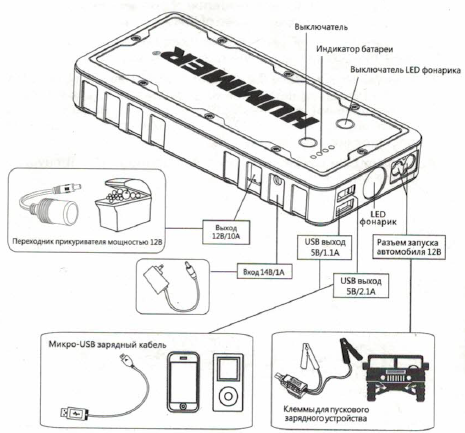 Выключатель
Индикатор батареи
Выключатель LED фонарика
HUMMER®
Переходник прикуривателя мощностью 12В
Выход
12В/10А
Вход 14В/1А
USB выход
5В/1.1А
LED
фонарик
Разъем запуска
автомобиля 12В
USB выход
5В/2.1А
Микро-USB зарядный кабель
Клеммы для пускового
зарядного устройства